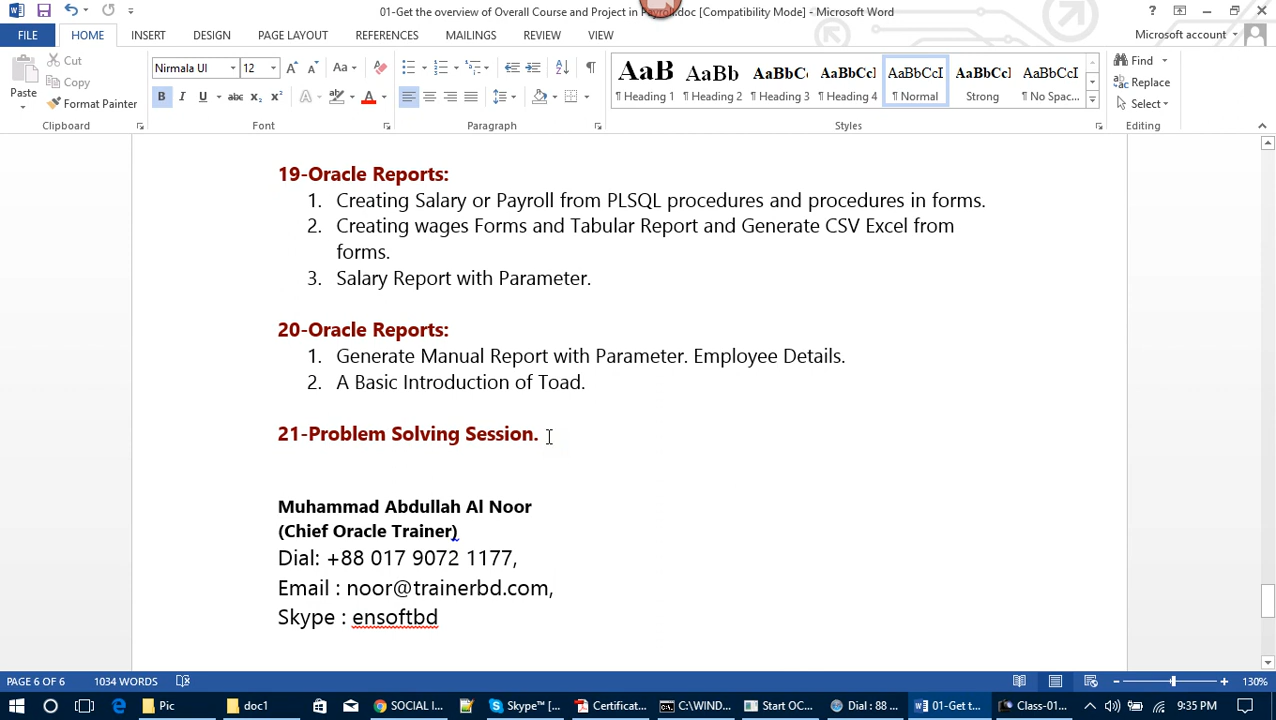 01-Get the overview of Overall Course and Project in Payroll.doc [Compatibility Mode] - Microsoft Word
FILE HOME INSERT DESIGN PAGE LAYOUT REFERENCES MAILINGS REVIEW VIEW Microsoft account
Paste
Cut
Copy
Format Painter
Clipboard
Nirmala UI 12
Font
Paragraph
AaB AaBb AaBbCc AaBbCcI AaBbCcI AaBbCcI AaBbCcI
¶ Heading 1 ¶ Heading 2 ¶ Heading 3 ¶ Heading 4 ¶ Normal Strong ¶ No Spac...
Styles
Find
Replace
Select
Editing
19-Oracle Reports:
1. Creating Salary or Payroll from PLSQL procedures and procedures in forms.
2. Creating wages Forms and Tabular Report and Generate CSV Excel from
forms.
3. Salary Report with Parameter.
20-Oracle Reports:
1. Generate Manual Report with Parameter. Employee Details.
2. A Basic Introduction of Toad.
21-Problem Solving Session.
Muhammad Abdullah Al Noor
(Chief Oracle Trainer)
Dial: +88 017 9072 1177,
Email : noor@trainerbd.com,
Skype : ensoftbd
PAGE 6 OF 6 1034 WORDS 130%
Pic doc1 SOCIAL I... Skype™ [... Certificat... C:\WIND... Start OC... Dial : 88 ... 01-Get t... Class-01... 9:35 PM